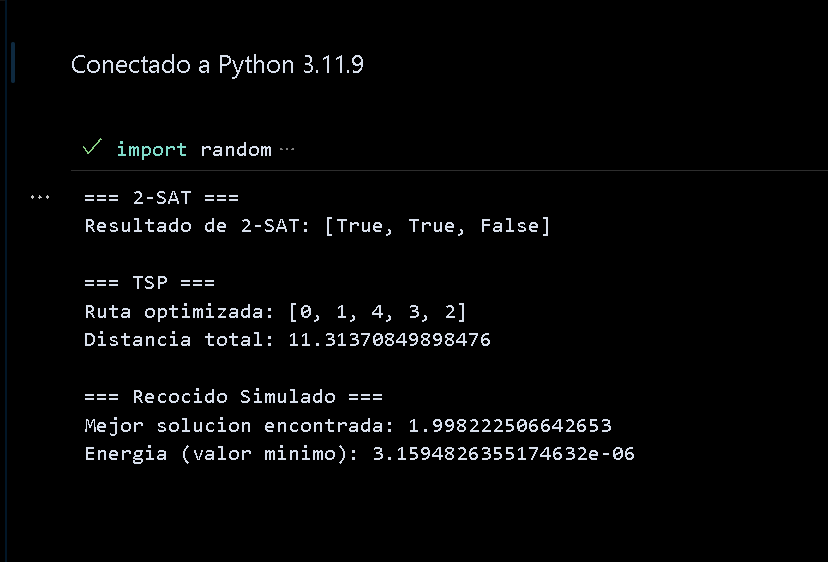 Conectado a Python 3.11.9
✓ import random ...
... === 2-SAT ===
Resultado de 2-SAT: [True, True, False]
=== TSP ===
Ruta optimizada: [0, 1, 4, 3, 2]
Distancia total: 11.31370849898476
=== Recocido Simulado ===
Mejor solucion encontrada: 1.998222506642653
Energia (valor minimo): 3.1594826355174632e-06